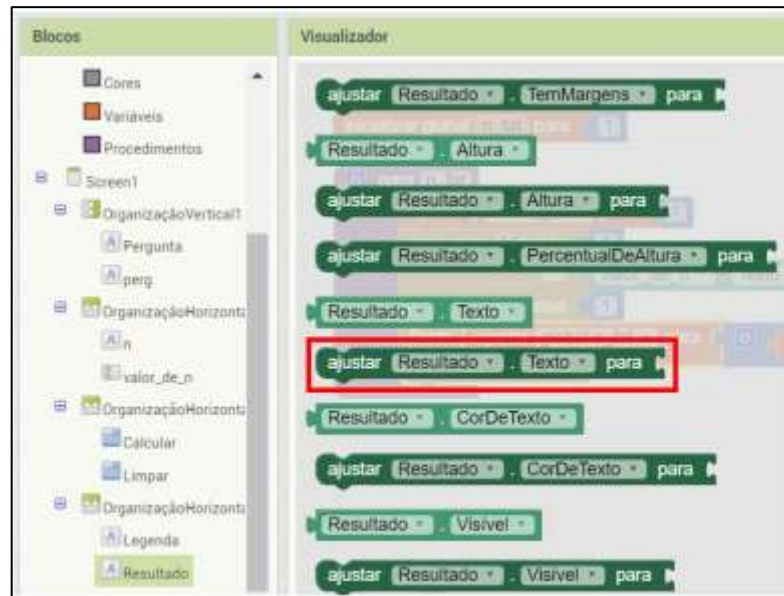 Blocos
Visualizador
Cores
Variáveis
Procedimentos
Screen1
OrganizaçãoVertical1
Pergunta
perg
OrganizaçãoHorizonta
n
valor_de_n
OrganizaçãoHorizonta
Calcular
Limpar
OrganizaçãoHorizonta
Legenda
Resultado
ajustar Resultado . TemMargens para
Resultado . Altura
ajustar Resultado . Altura para
ajustar Resultado . PercentualDeAltura para
Resultado . Texto
ajustar Resultado . Texto para
Resultado . CorDeTexto
ajustar Resultado . CorDeTexto para
Resultado . Visível
ajustar Resultado . Visível para